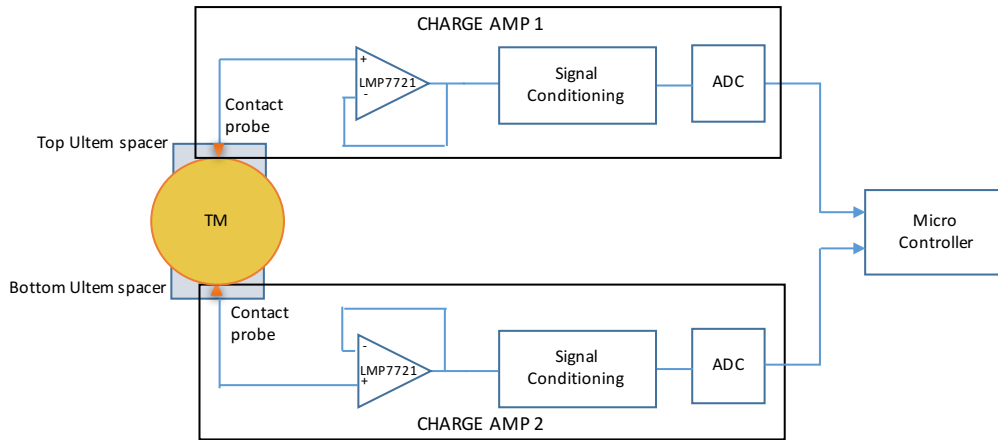 CHARGE AMP 1
+
LMP7721
-
Signal
Conditioning
ADC
Contact
probe
Top Ultem spacer
TM
Micro
Controller
Bottom Ultem spacer
Contact
probe
-
LMP7721
+
Signal
Conditioning
ADC
CHARGE AMP 2